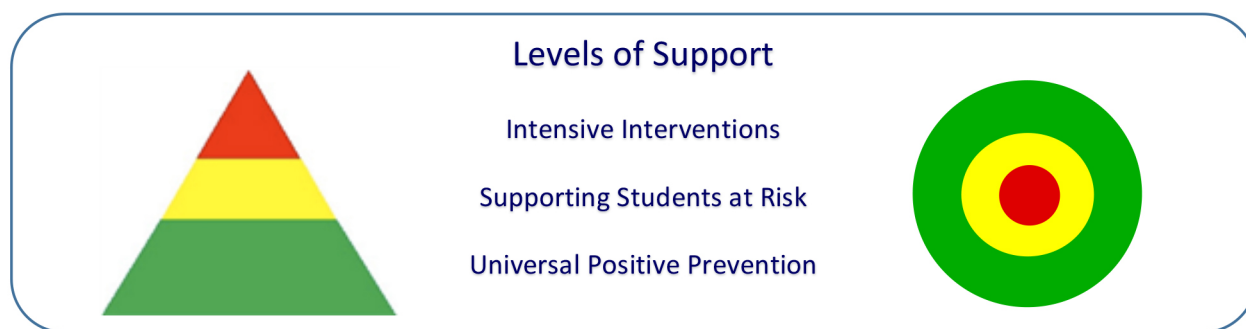 Levels of Support
Intensive Interventions
Supporting Students at Risk
Universal Positive Prevention